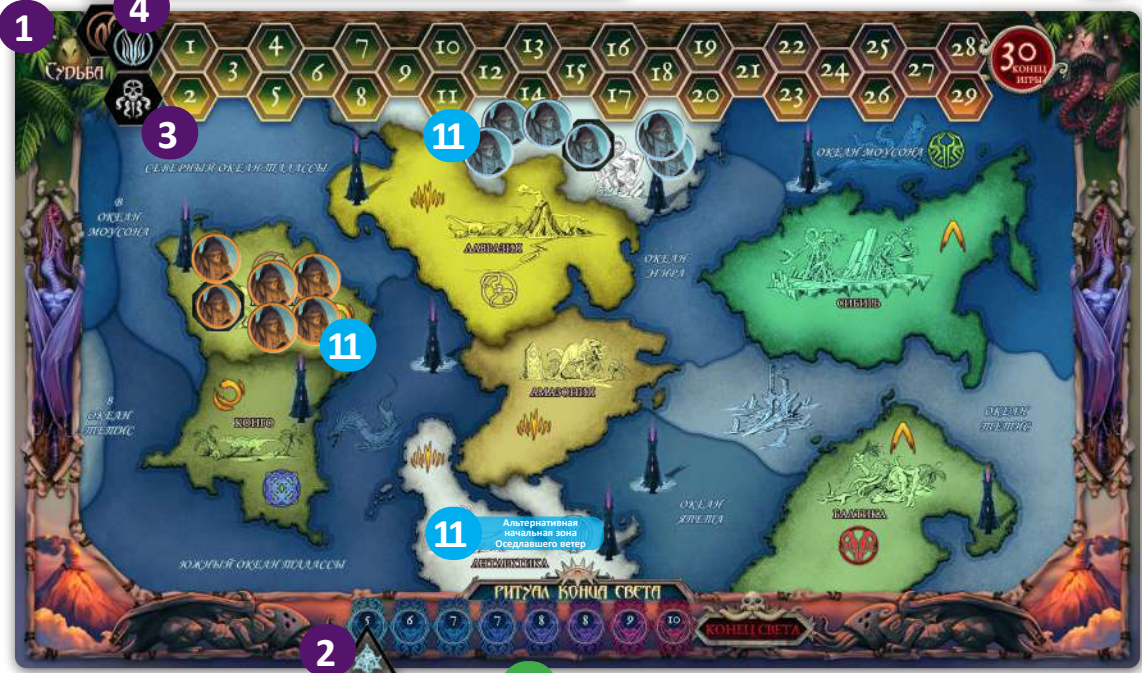 1
4
СУДЬБА
1 4 7 10 13 16 19 22 25 28
3 6 9 12 15 18 21 24 27
2 5 8 11 14 17 20 23 26 29
30
КОНЕЦ
ИГРЫ
3
11
СЕВЕРНЫЙ ОКЕАН ТАЛАССЫ
ОКЕАН МОУСОНА
В
ОКЕАН
МОУСОНА
ЛАВРАЗИЯ
ОКЕАН
НИРА
СИБИРЬ
11
АМАЗОНИЯ
В
ОКЕАН
ТЕТИС
КОНГО
ОКЕАН
ТЕТИС
ОКЕАН
ЯПЕТА
БАЛТИКА
11
Альтернативная
начальная зона
Оседлавшего ветер
АНТАРКТИКА
ЮЖНЫЙ ОКЕАН ТАЛАССЫ
РИТУАЛ КОНЦА СВЕТА
5 6 7 7 8 8 9 10
КОНЕЦ СВЕТА
2